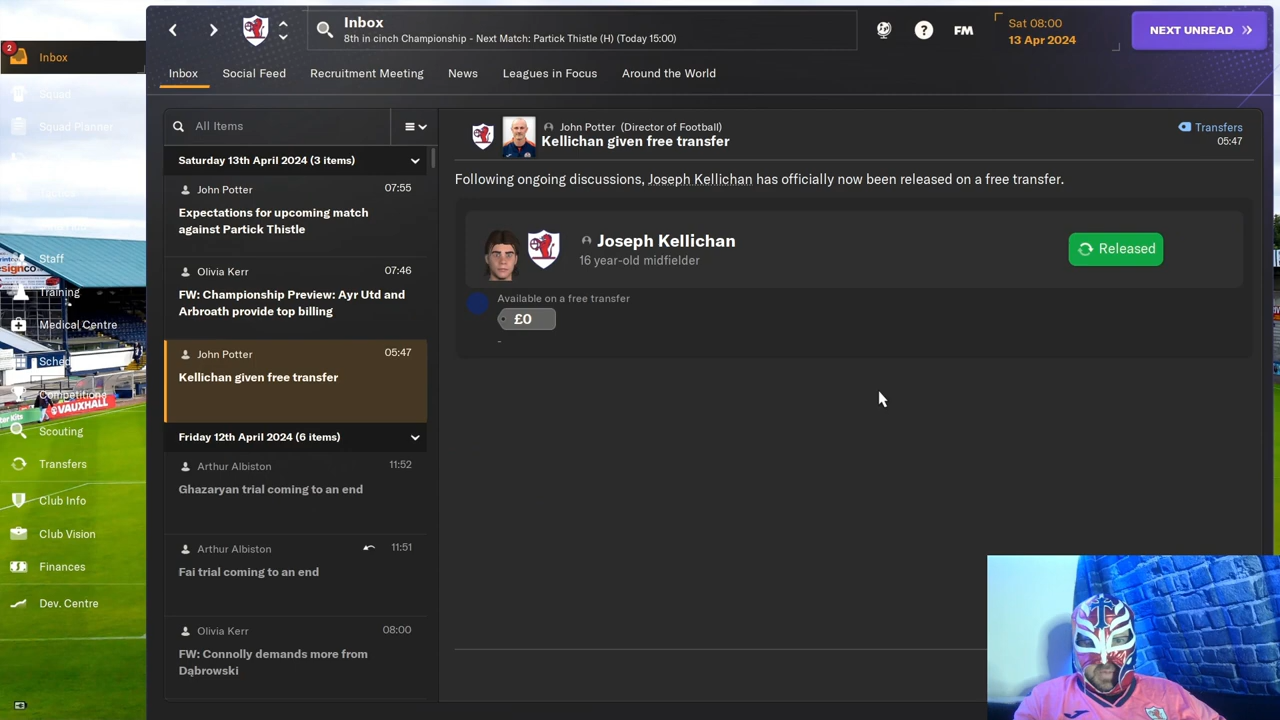 Inbox
8th in cinch Championship - Next Match: Partick Thistle (H) (Today 15:00)
?
FM
Sat 08:00
13 Apr 2024
NEXT UNREAD
2
Inbox
Inbox
Social Feed
Recruitment Meeting
News
Leagues in Focus
Around the World
Squad
Squad Planner
Staff
Training
Medical Centre
Sched
Competitions
Scouting
Transfers
Club Info
Club Vision
Finances
Dev. Centre
VAUXHALL
All Items
Saturday 13th April 2024 (3 items)
John Potter
07:55
Expectations for upcoming match
against Partick Thistle
Olivia Kerr
07:46
FW: Championship Preview: Ayr Utd and
Arbroath provide top billing
John Potter
05:47
Kellichan given free transfer
Friday 12th April 2024 (6 items)
Arthur Albiston
11:52
Ghazaryan trial coming to an end
Arthur Albiston
11:51
Fai trial coming to an end
Olivia Kerr
08:00
FW: Connolly demands more from
Dąbrowski
John Potter (Director of Football)
Kellichan given free transfer
Transfers
05:47
Following ongoing discussions, Joseph Kellichan has officially now been released on a free transfer.
Joseph Kellichan
16 year-old midfielder
Released
Available on a free transfer
£0
-